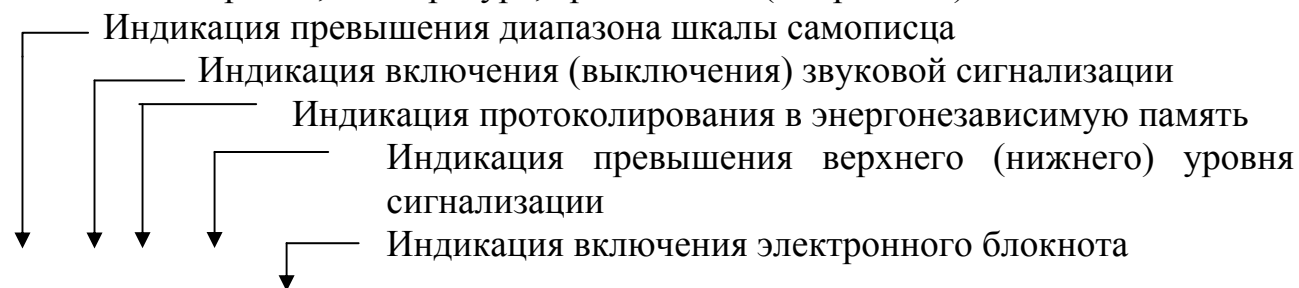 Индикация превышения диапазона шкалы самописца
Индикация включения (выключения) звуковой сигнализации
Индикация протоколирования в энергонезависимую память
Индикация превышения верхнего (нижнего) уровня
сигнализации
Индикация включения электронного блокнота